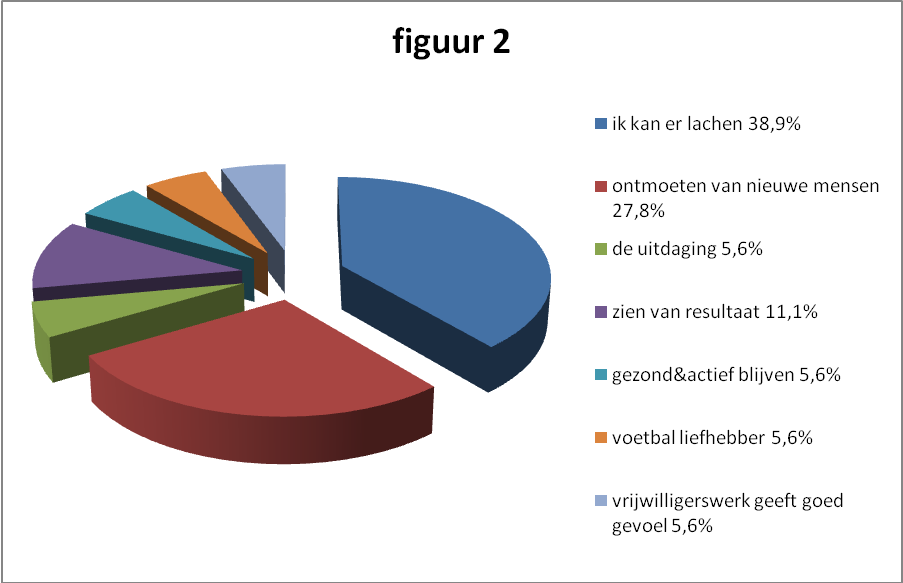 figuur 2
ik kan er lachen 38,9%
ontmoeten van nieuwe mensen
27,8%
de uitdaging 5,6%
zien van resultaat 11,1%
gezond&actief blijven 5,6%
voetbal liefhebber 5,6%
vrijwilligerswerk geeft goed
gevoel 5,6%